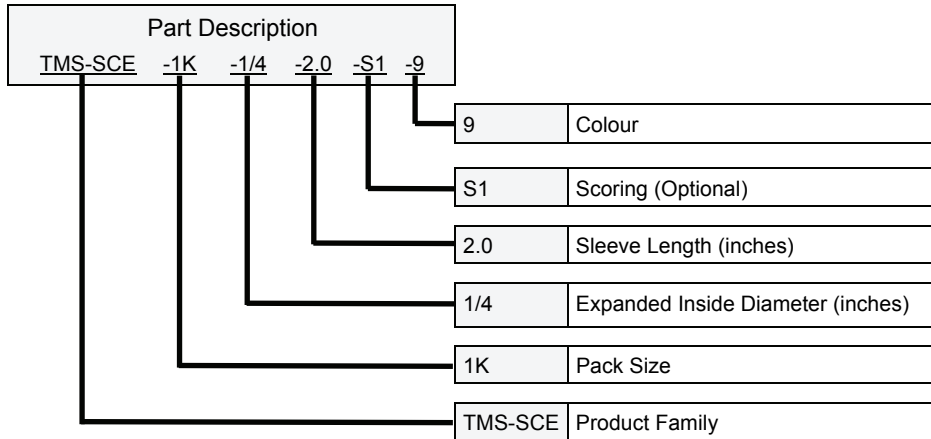 Part Description
TMS-SCE -1K -1/4 -2.0 -S1 -9
9 Colour
S1 Scoring (Optional)
2.0 Sleeve Length (inches)
1/4 Expanded Inside Diameter (inches)
1K Pack Size
TMS-SCE Product Family